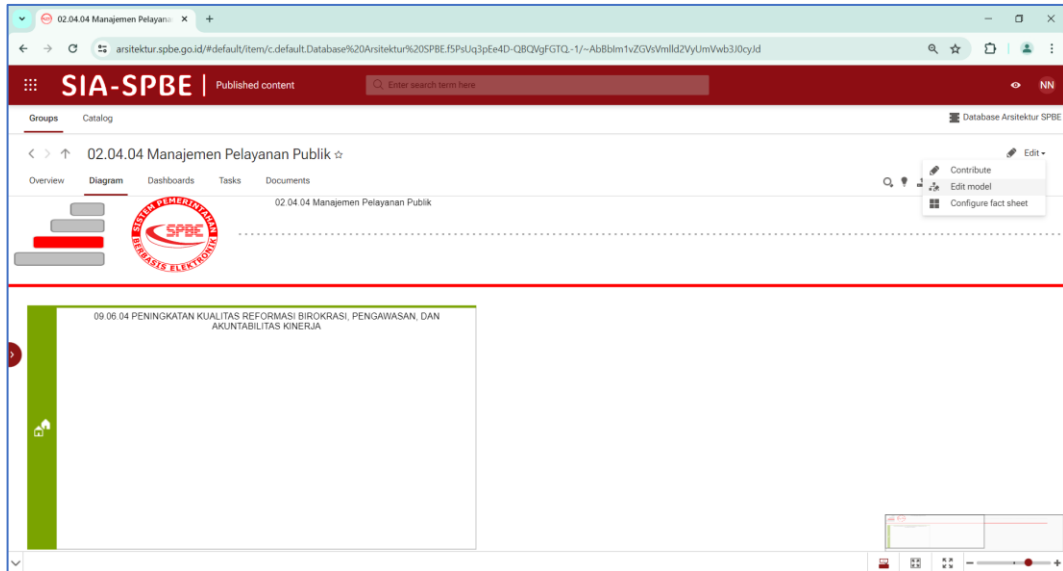 02.04.04 Manajemen Pelayana
arsitektur.spbe.go.id/#default/item/c.default.Database%20Arsitektur%20SPBE.f5PsUq3pEe4D-QBQVgFGTQ.-1/~AbBbIm1vZGVsVmlld2VyUmVwb3J0cyJd
SIA-SPBE
Published content
Enter search term here
NN
Groups
Catalog
Database Arsitektur SPBE
02.04.04 Manajemen Pelayanan Publik
Edit
Overview
Diagram
Dashboards
Tasks
Documents
Contribute
Edit model
Configure fact sheet
SISTEM PEMERINTAHAN
SPBE
BERBASIS ELEKTRONIK
02.04.04 Manajemen Pelayanan Publik
09.06.04 PENINGKATAN KUALITAS REFORMASI BIROKRASI, PENGAWASAN, DAN
AKUNTABILITAS KINERJA